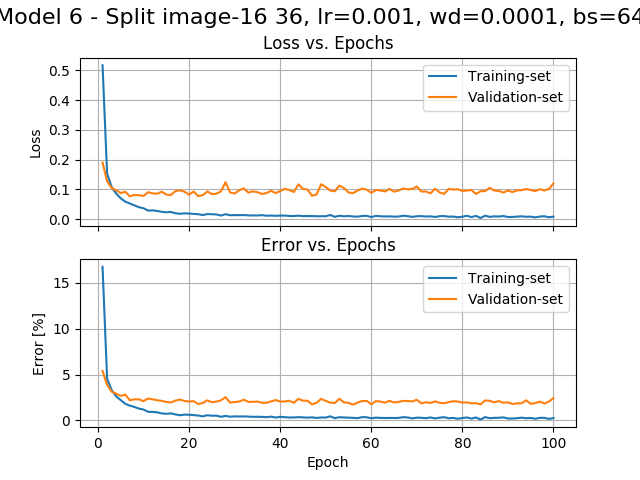 Model 6 - Split image-16 36, lr=0.001, wd=0.0001, bs=64
Loss vs. Epochs
0.5
0.4
0.3
0.2
0.1
0.0
Loss
Training-set
Validation-set
Error vs. Epochs
15
10
5
0
Error [%]
Training-set
Validation-set
0 20 40 60 80 100
Epoch